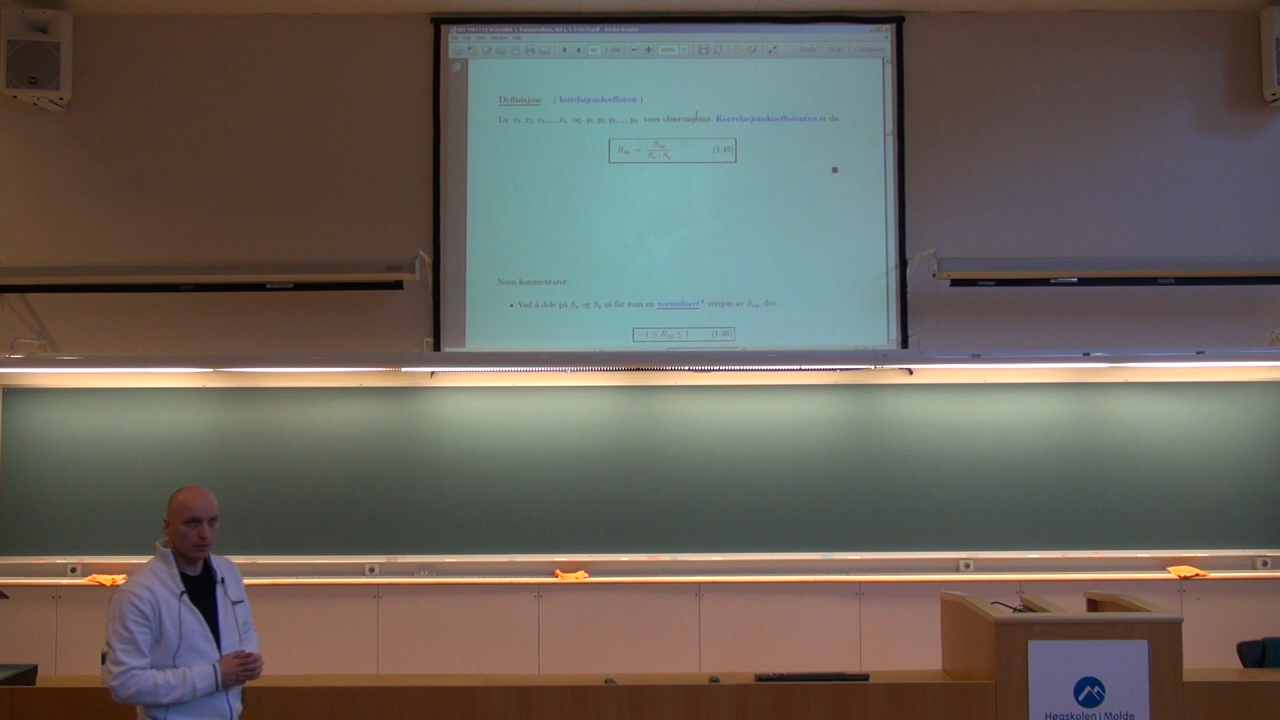 Definisjon: ( korrelasjonskoeffisient )
La x₁, x₂, x₃, ..., xₙ og y₁, y₂, y₃, ..., yₙ være observasjoner. Korrelasjonskoeffisienten er da:
Rxy = Sxy / Sx · Sy (1.45)
Noen kommentarer:
• Ved å dele på Sx og Sy så får man en normalisert versjon av Sxy, dvs.
−1 ≤ Rxy ≤ 1 (1.46)
Høgskolen i Molde